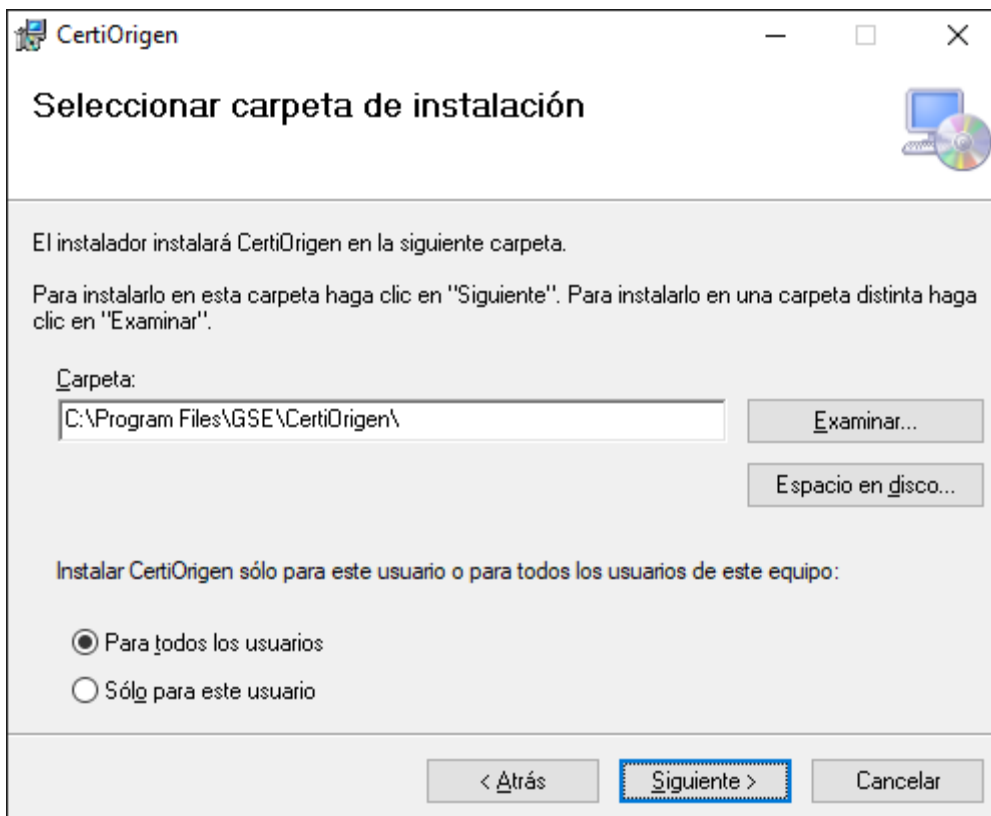 CertiOrigen
Seleccionar carpeta de instalación
El instalador instalará CertiOrigen en la siguiente carpeta.
Para instalarlo en esta carpeta haga clic en "Siguiente". Para instalarlo en una carpeta distinta haga
clic en "Examinar".
Carpeta:
C:\Program Files\GSE\CertiOrigen\
Examinar...
Espacio en disco...
Instalar CertiOrigen sólo para este usuario o para todos los usuarios de este equipo:
Para todos los usuarios
Sólo para este usuario
< Atrás
Siguiente >
Cancelar